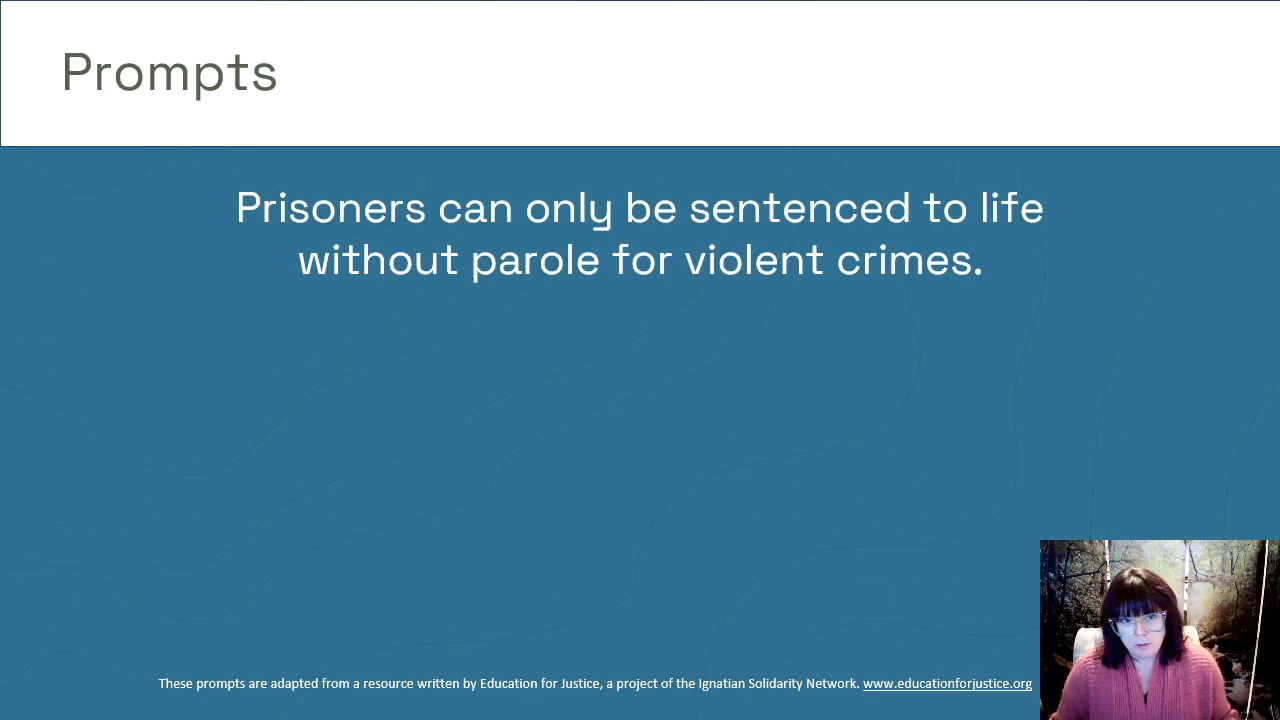 Prompts
Prisoners can only be sentenced to life
without parole for violent crimes.
These prompts are adapted from a resource written by Education for Justice, a project of the Ignatian Solidarity Network. www.educationforjustice.org